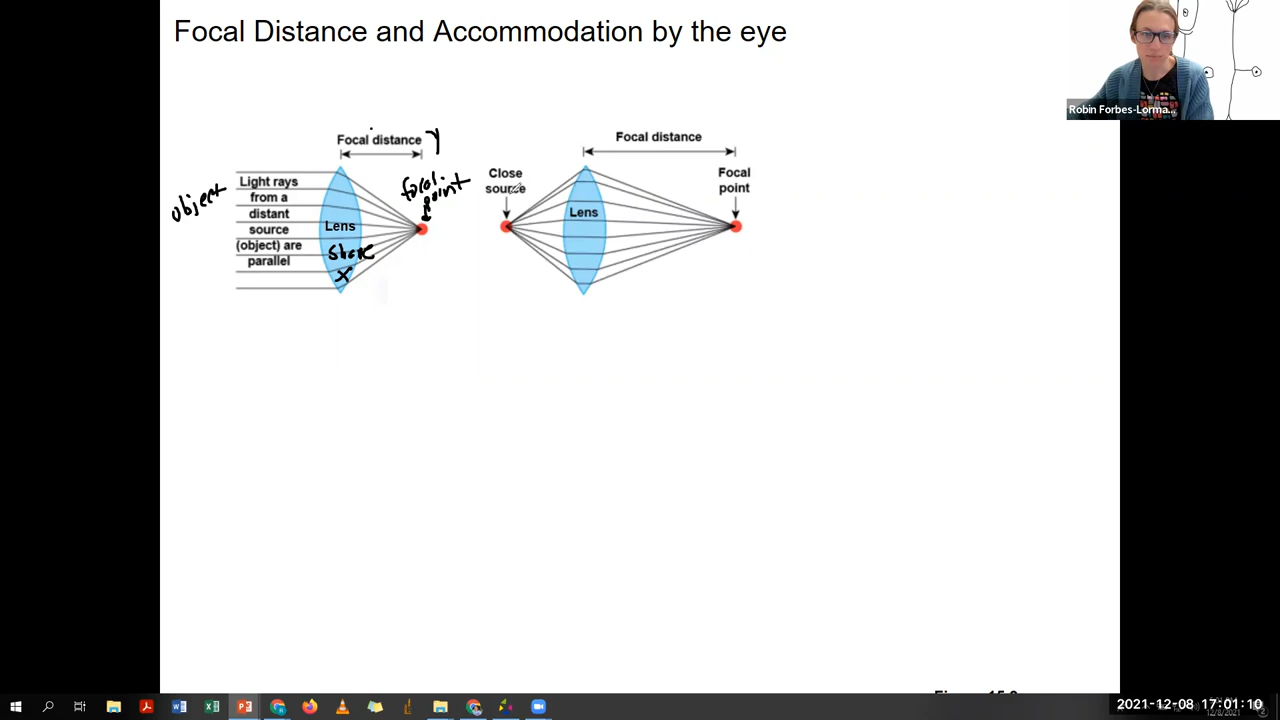 Focal Distance and Accommodation by the eye
Robin Forbes-Lorma...
Focal distance
Y
object
Light rays
from a
distant
source
(object) are
parallel
Lens
shape
X
focal
point
Focal distance
Close
source
Lens
Focal
point
2021-12-08 17:01:10